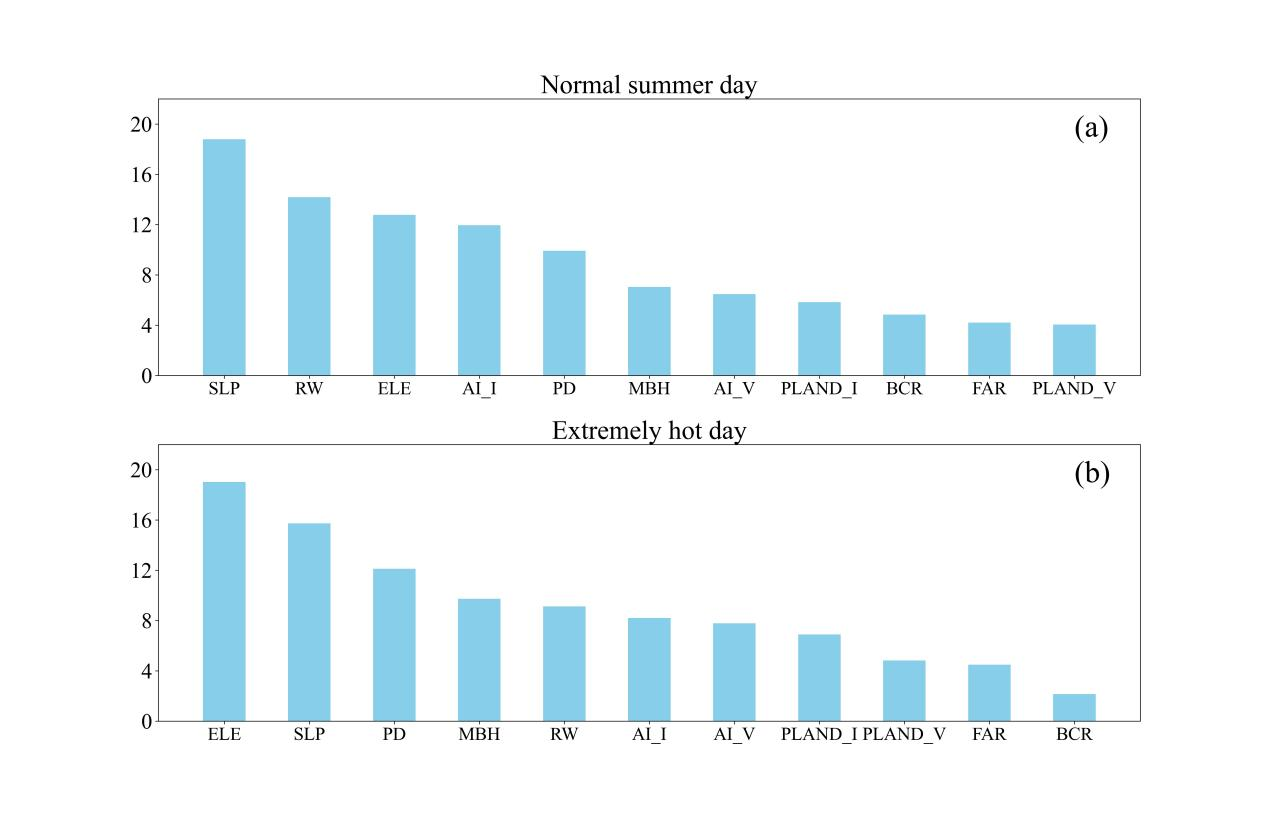 Normal summer day
(a)
20
16
12
8
4
0
SLP RW ELE AI_I PD MBH AI_V PLAND_I BCR FAR PLAND_V
Extremely hot day
(b)
20
16
12
8
4
0
ELE SLP PD MBH RW AI_I AI_V PLAND_I PLAND_V FAR BCR